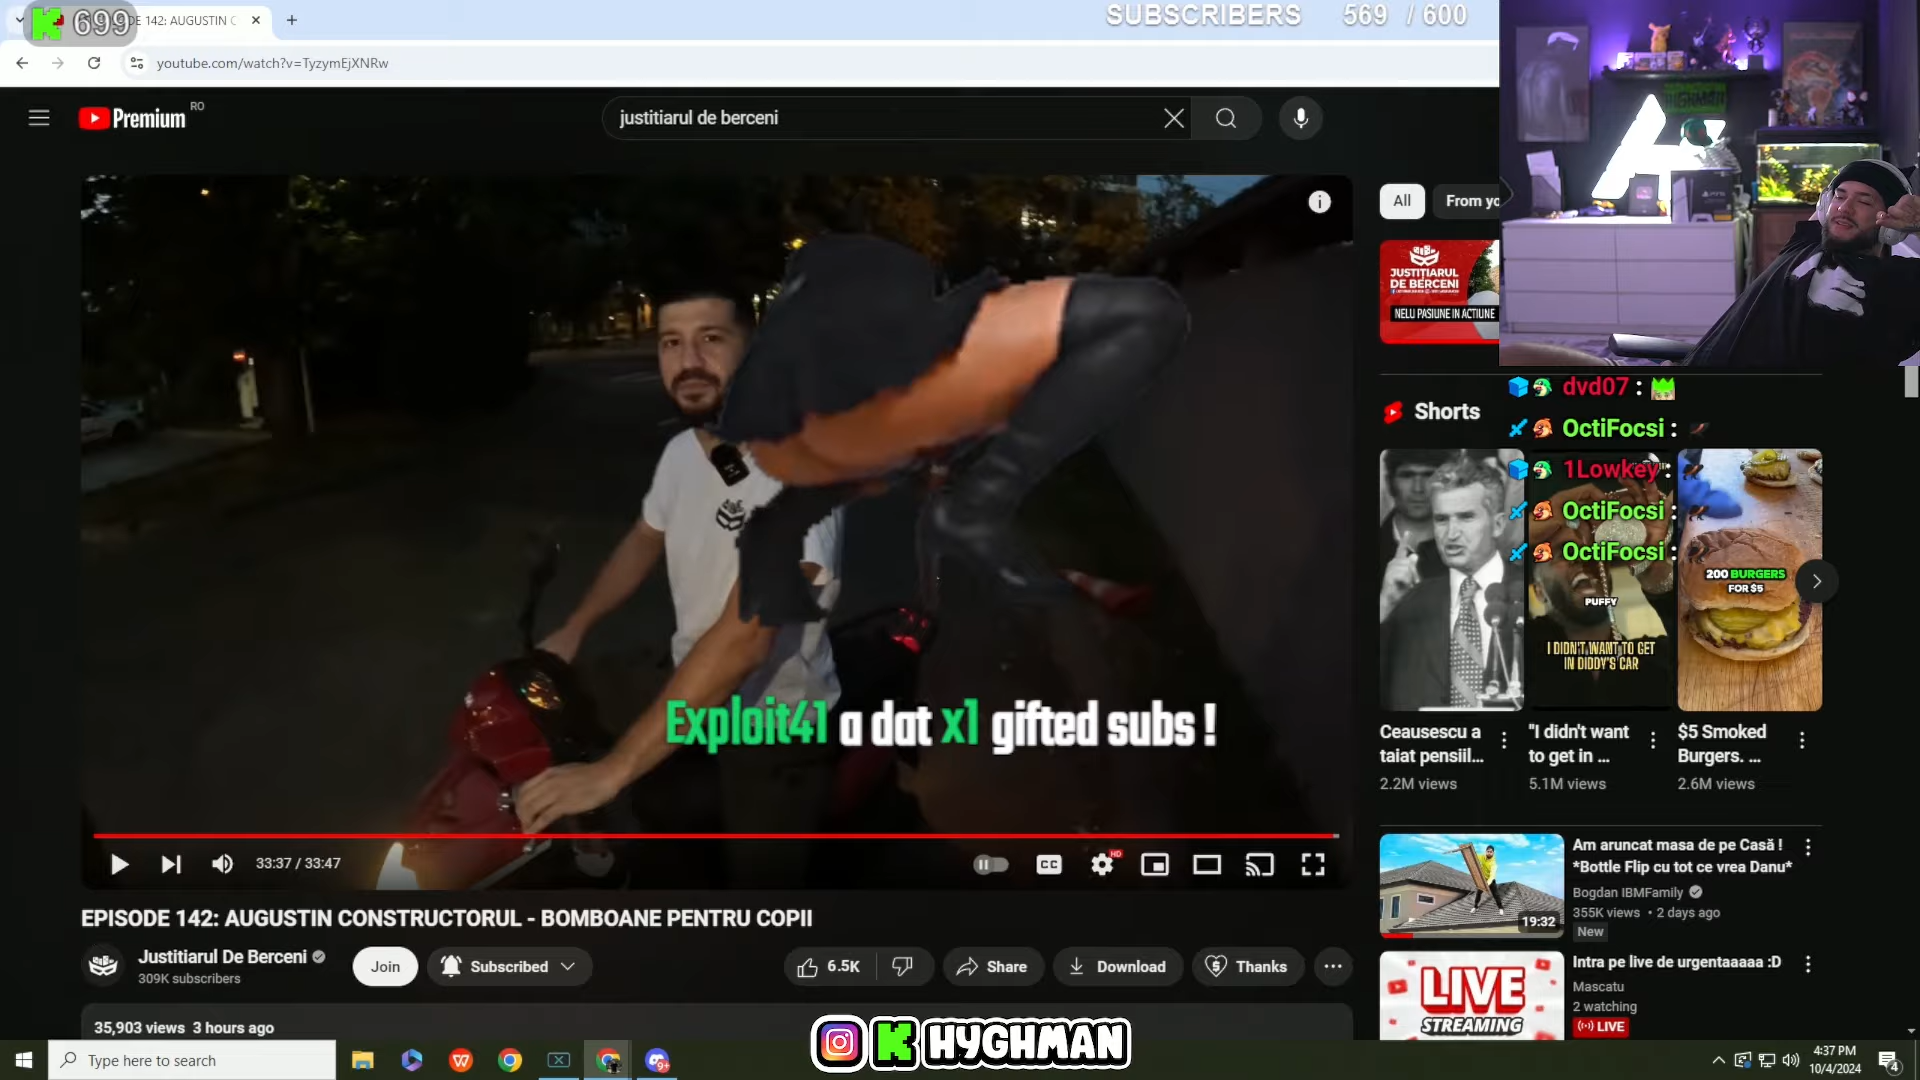 699
DE 142: AUGUSTIN C
SUBSCRIBERS 569 / 600
youtube.com/watch?v=TyzymEjXNRw
Premium
RO
justitiarul de berceni
All
From yo
JUSTITIARUL
DE BERCENI
NELU PASIUNE IN ACTIUNE
dvd07 :
Shorts
OctiFocsi :
1Lowkey :
OctiFocsi :
OctiFocsi :
200 BURGERS
FOR $5
PUFFY
I DIDN'T WANT TO GET
IN DIDDY'S CAR
Exploit41 a dat x1 gifted subs !
Ceausescu a
taiat pensiil...
2.2M views
"I didn't want
to get in ...
5.1M views
$5 Smoked
Burgers. ...
2.6M views
33:37 / 33:47
CC
HD
EPISODE 142: AUGUSTIN CONSTRUCTORUL - BOMBOANE PENTRU COPII
Justitiarul De Berceni
309K subscribers
Join
Subscribed
6.5K
Share
Download
Thanks
35,903 views 3 hours ago
Am aruncat masa de pe Casă !
*Bottle Flip cu tot ce vrea Danu*
Bogdan IBMFamily
355K views • 2 days ago
New
19:32
Intra pe live de urgentaaaaa :D
Mascatu
2 watching
LIVE
LIVE
STREAMING
K HYGHMAN
Type here to search
9+
4:37 PM
10/4/2024
4